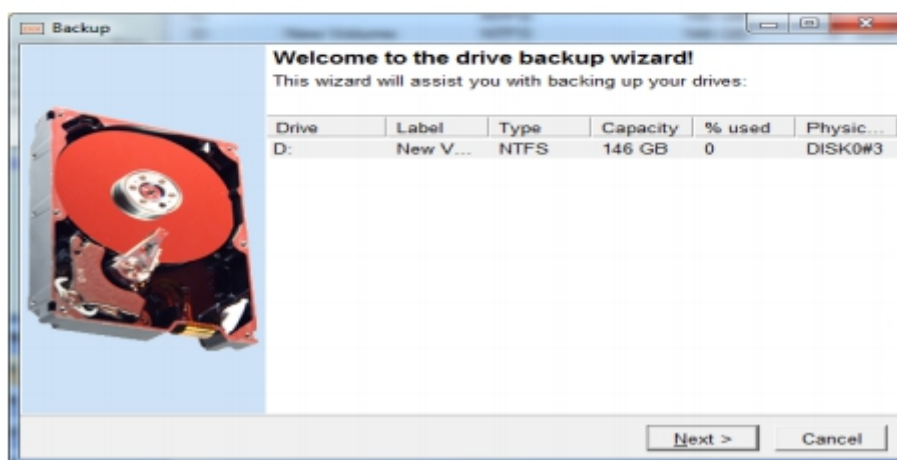 Backup
Welcome to the drive backup wizard!
This wizard will assist you with backing up your drives:
Drive Label Type Capacity % used Physic...
D: New V... NTFS 146 GB 0 DISK0#3
Next > Cancel